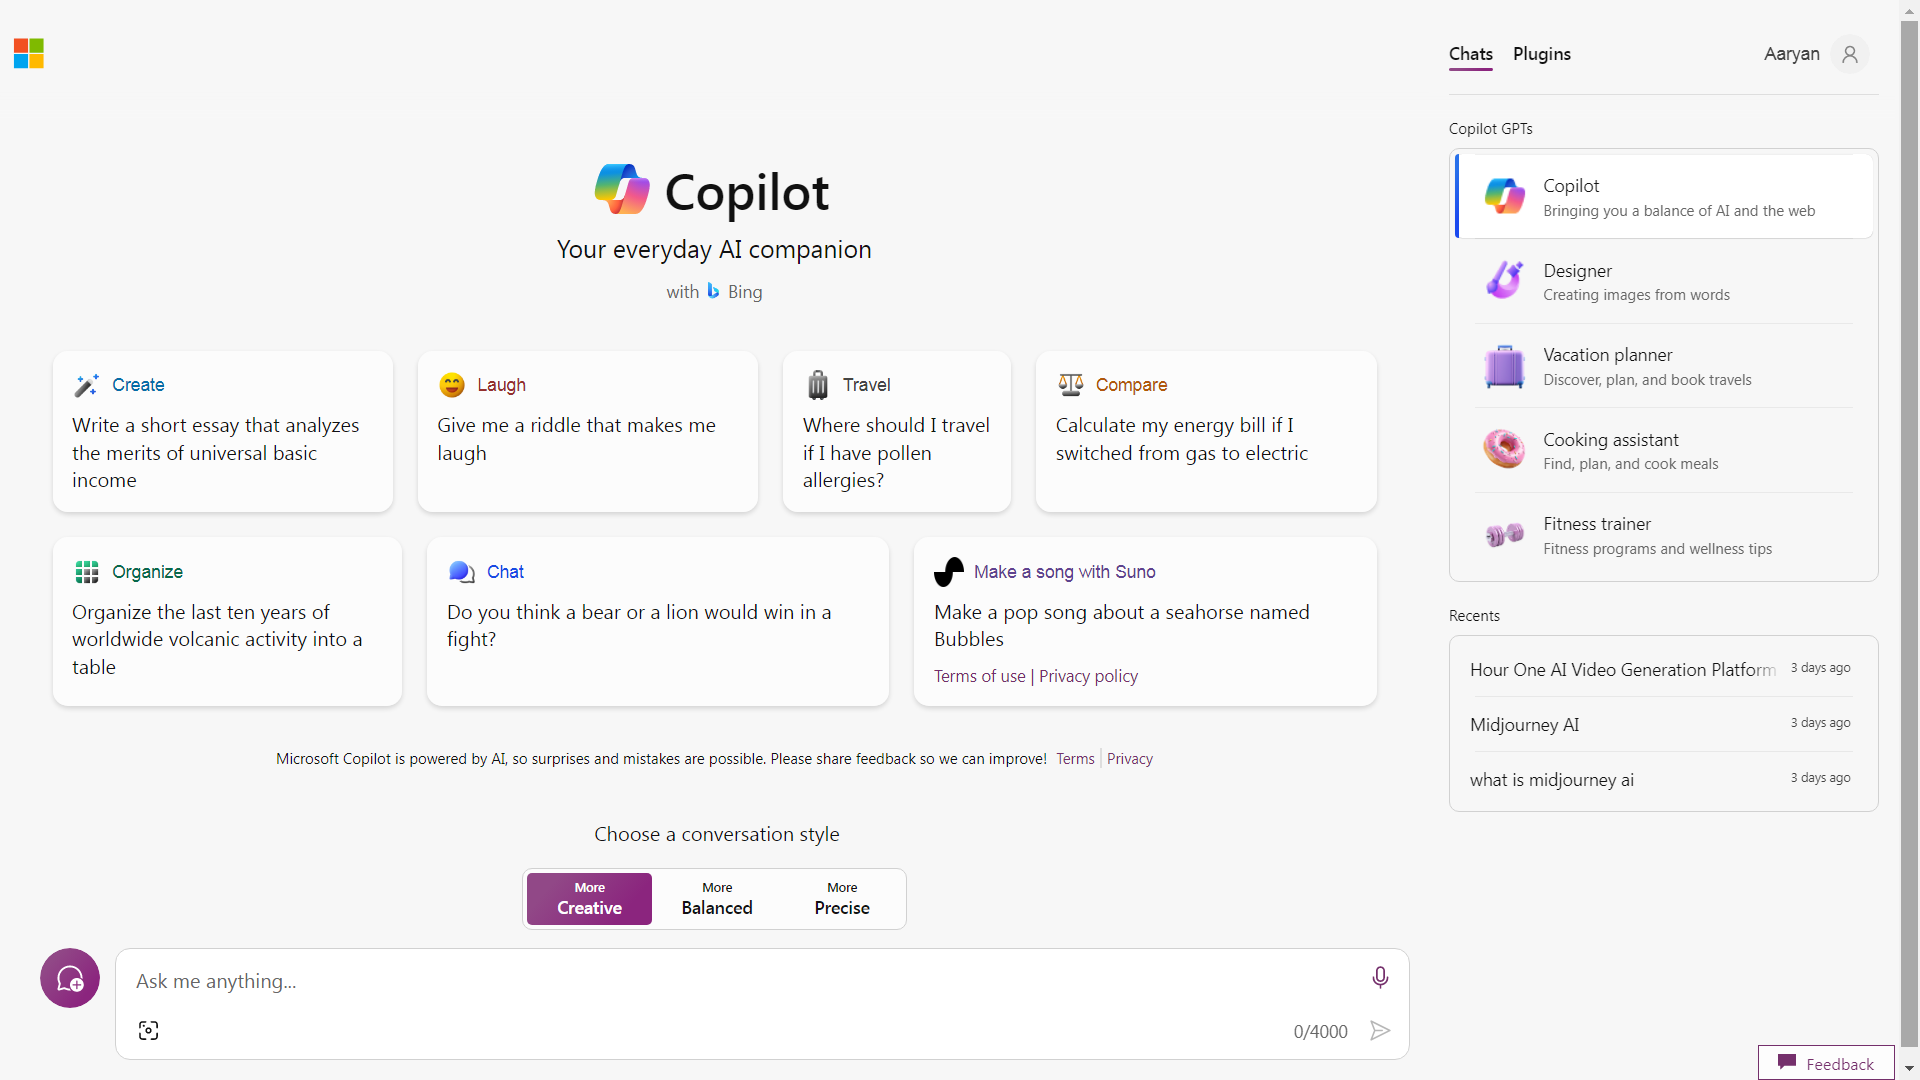 Chats Plugins Aaryan
Copilot
Your everyday AI companion
with Bing
Create
Write a short essay that analyzes
the merits of universal basic
income
Laugh
Give me a riddle that makes me
laugh
Travel
Where should I travel
if I have pollen
allergies?
Compare
Calculate my energy bill if I
switched from gas to electric
Organize
Organize the last ten years of
worldwide volcanic activity into a
table
Chat
Do you think a bear or a lion would win in a
fight?
Make a song with Suno
Make a pop song about a seahorse named
Bubbles
Terms of use | Privacy policy
Microsoft Copilot is powered by AI, so surprises and mistakes are possible. Please share feedback so we can improve! Terms Privacy
Choose a conversation style
More
Creative
More
Balanced
More
Precise
Ask me anything...
0/4000
Copilot GPTs
Copilot
Bringing you a balance of AI and the web
Designer
Creating images from words
Vacation planner
Discover, plan, and book travels
Cooking assistant
Find, plan, and cook meals
Fitness trainer
Fitness programs and wellness tips
Recents
Hour One AI Video Generation Platform 3 days ago
Midjourney AI 3 days ago
what is midjourney ai 3 days ago
Feedback